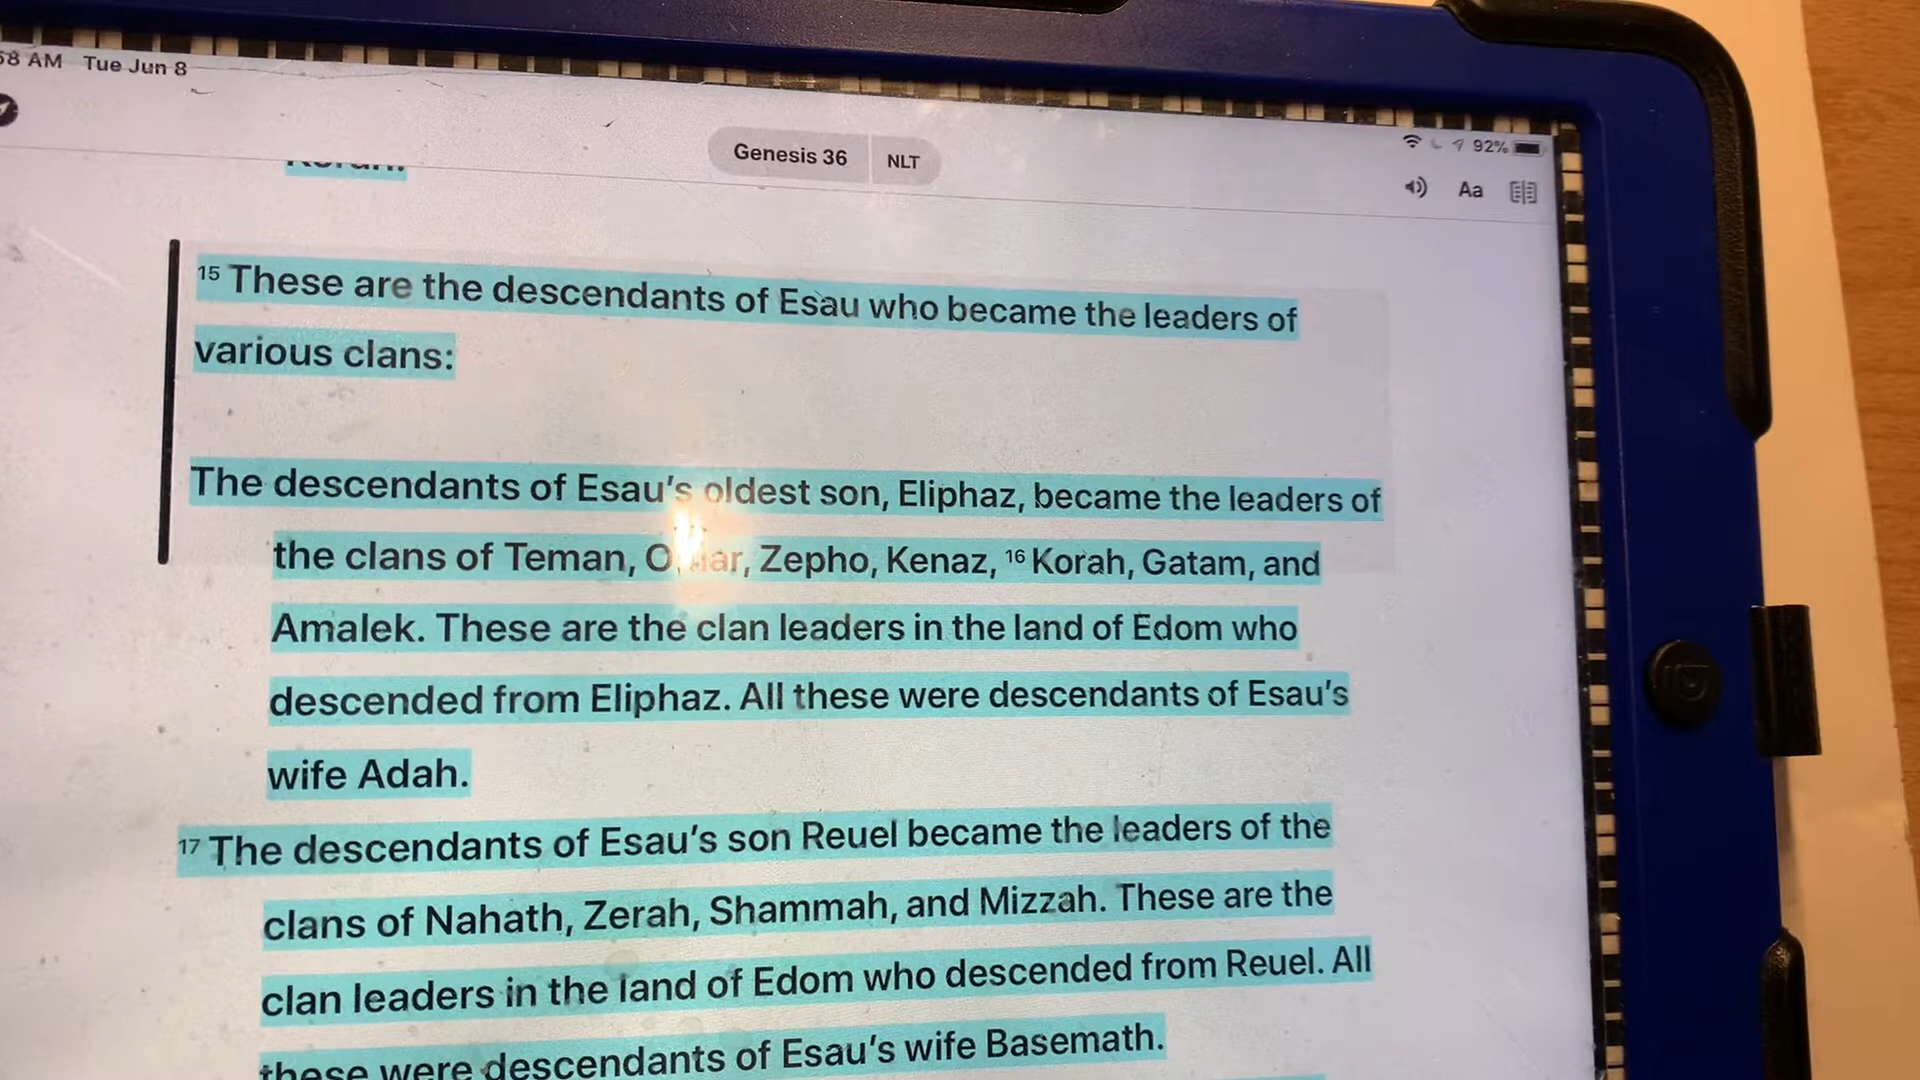 58 AM Tue Jun 8
92%
Genesis 36 NLT
Aa
15 These are the descendants of Esau who became the leaders of
various clans:
The descendants of Esau's oldest son, Eliphaz, became the leaders of
the clans of Teman, Zepho, Kenaz, 16 Korah, Gatam, and
Amalek. These are the clan leaders in the land of Edom who
descended from Eliphaz. All these were descendants of Esau's
wife Adah.
17 The descendants of Esau's son Reuel became the leaders of the
clans of Nahath, Zerah, Shammah, and Mizzah. These are the
clan leaders in the land of Edom who descended from Reuel. All
these were descendants of Esau's wife Basemath.